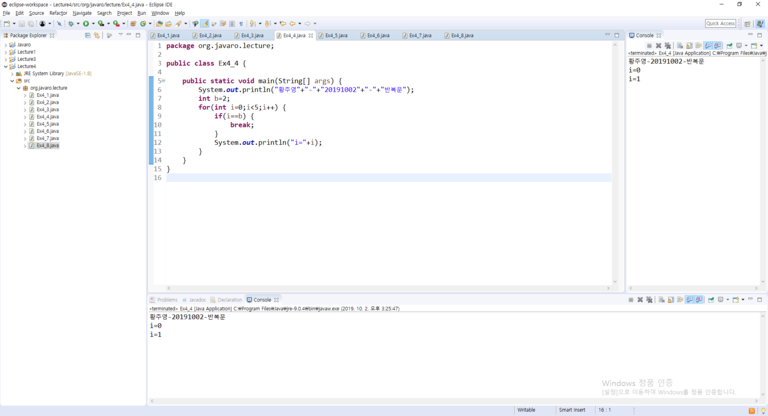 eclipse-workspace - Lecture4/src/org/javaro/lecture/Ex4_4.java - Eclipse IDE
File Edit Source Refactor Navigate Search Project Run Window Help
Quick Access
Package Explorer
Javaro
Lecture1
Lecture3
Lecture4
JRE System Library [JavaSE-1.8]
src
org.javaro.lecture
Ex4_1.java
Ex4_2.java
Ex4_3.java
Ex4_4.java
Ex4_5.java
Ex4_6.java
Ex4_7.java
Ex4_8.java
Ex4_1.java Ex4_2.java Ex4_3.java Ex4_4.java Ex4_5.java Ex4_6.java Ex4_7.java Ex4_8.java
1 package org.javaro.lecture;
2
3 public class Ex4_4 {
4
5 public static void main(String[] args) {
6 System.out.println("황주영"+"-"+"20191002"+"-"+"반복문");
7 int b=2;
8 for(int i=0;i<5;i++) {
9 if(i==b) {
10 break;
11 }
12 System.out.println("i="+i);
13 }
14 }
15 }
16
Console
<terminated> Ex4_4 [Java Application] C:₩Program Files₩Java₩
황주영-20191002-반복문
i=0
i=1
Problems Javadoc Declaration Console
<terminated> Ex4_4 [Java Application] C:₩Program Files₩Java₩jre-9.0.4₩bin₩javaw.exe (2019. 10. 2. 오후 3:25:47)
황주영-20191002-반복문
i=0
i=1
Windows 정품 인증
[설정]으로 이동하여 Windows를 정품 인증합니다.
Writable Smart Insert 16 : 1